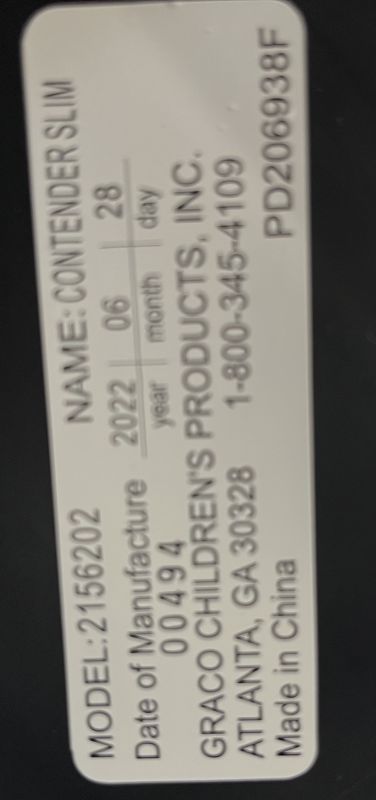 MODEL:2156202 NAME: CONTENDER SLIM
Date of Manufacture 2022 | 06 | 28
year | month | day
00494
GRACO CHILDREN'S PRODUCTS, INC.
ATLANTA, GA 30328 1-800-345-4109
Made in China PD206938F